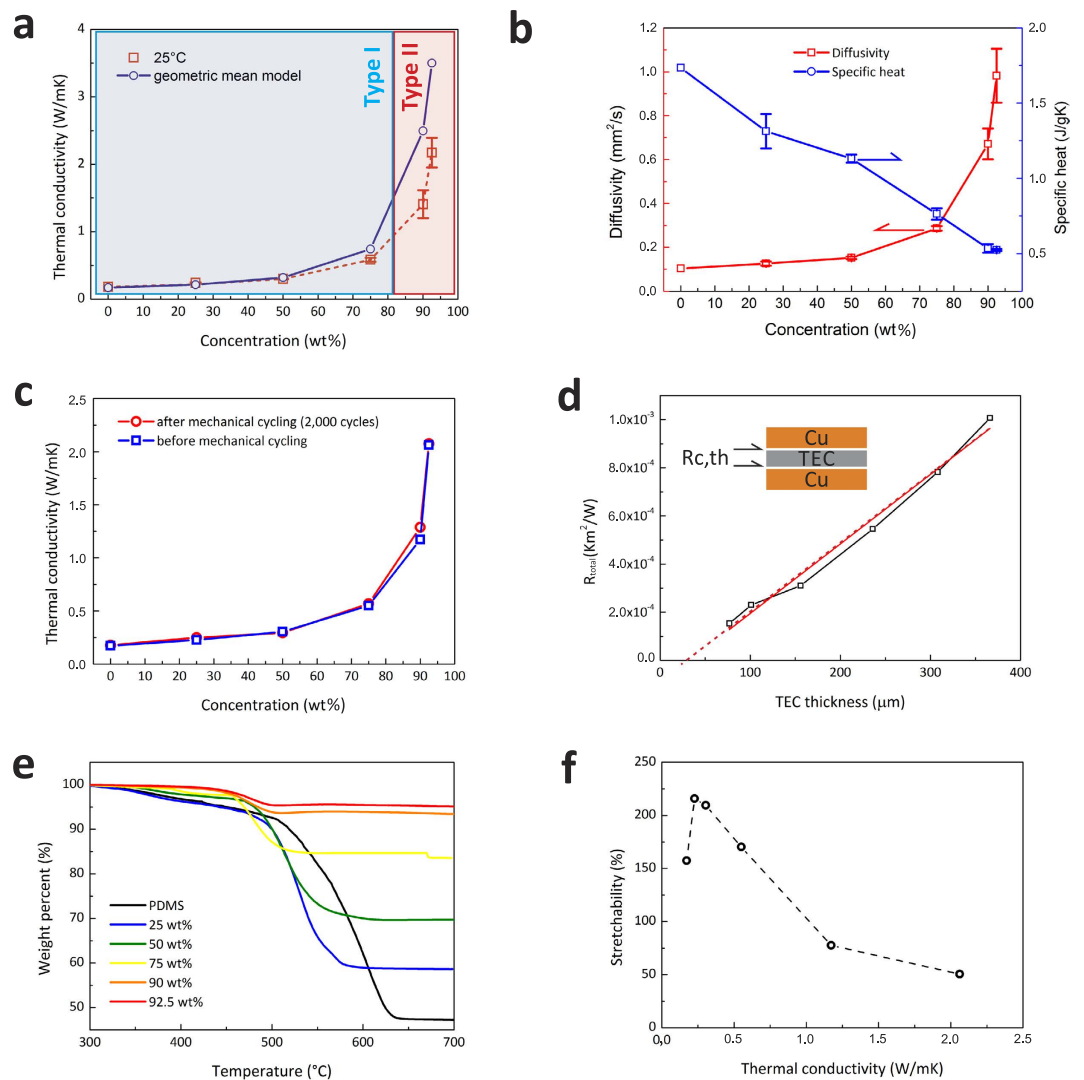 a
Thermal conductivity (W/mK)
4
3
2
1
0
25°C
geometric mean model
Type I
Type II
0 10 20 30 40 50 60 70 80 90 100
Concentration (wt%)
b
Diffusivity (mm²/s)
1.2
1.0
0.8
0.6
0.4
0.2
0.0
Diffusivity
Specific heat
2
1.5
1
0.5
Specific heat (J/gK)
0 10 20 30 40 50 60 70 80 90 100
Concentration (wt%)
c
Thermal conductivity (W/mK)
2.5
2.0
1.5
1.0
0.5
0.0
after mechanical cycling (2,000 cycles)
before mechanical cycling
0 10 20 30 40 50 60 70 80 90 100
Concentration (wt%)
d
R_total(Km²/W)
1.0x10⁻³
8.0x10⁻⁴
6.0x10⁻⁴
4.0x10⁻⁴
2.0x10⁻⁴
0.0
Rc,th
Cu
TEC
Cu
0 100 200 300 400
TEC thickness (μm)
e
Weight percent (%)
100
90
80
70
60
50
PDMS
25 wt%
50 wt%
75 wt%
90 wt%
92.5 wt%
300 400 500 600 700
Temperature (°C)
f
Stretchability (%)
250
200
150
100
50
0
0,0 0.5 1.0 1.5 2.0 2.5
Thermal conductivity (W/mK)